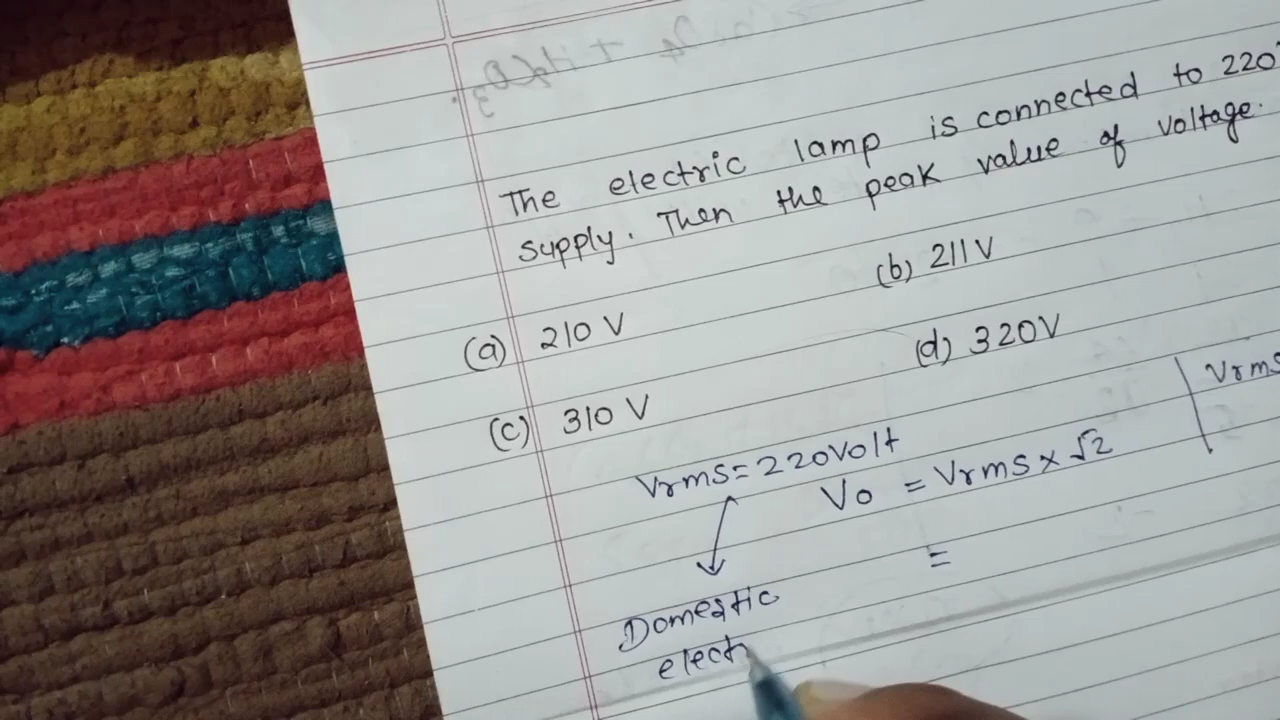 The electric lamp is connected to 220
supply. Then the peak value of voltage.
(a) 210 V (b) 211 V
(c) 310 V (d) 320V
Vrms = 220Volt
V0 = Vrms × √2
Vrms
=
Domestic
elect